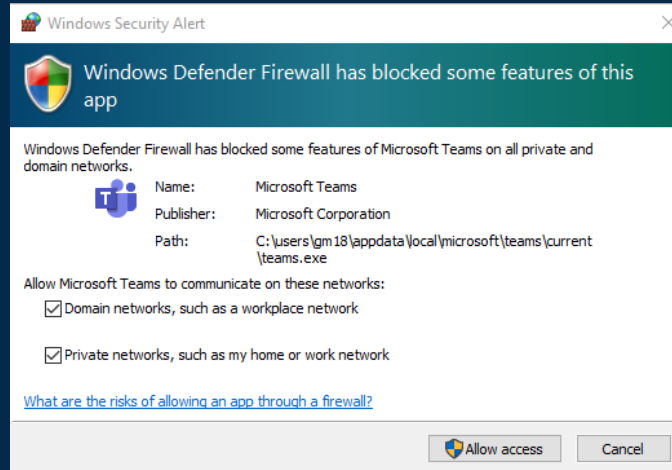 Windows Security Alert
Windows Defender Firewall has blocked some features of this
app
Windows Defender Firewall has blocked some features of Microsoft Teams on all private and
domain networks.
Name: Microsoft Teams
Publisher: Microsoft Corporation
Path: C:\users\gm18\appdata\local\microsoft\teams\current
\teams.exe
Allow Microsoft Teams to communicate on these networks:
Domain networks, such as a workplace network
Private networks, such as my home or work network
What are the risks of allowing an app through a firewall?
Allow access Cancel